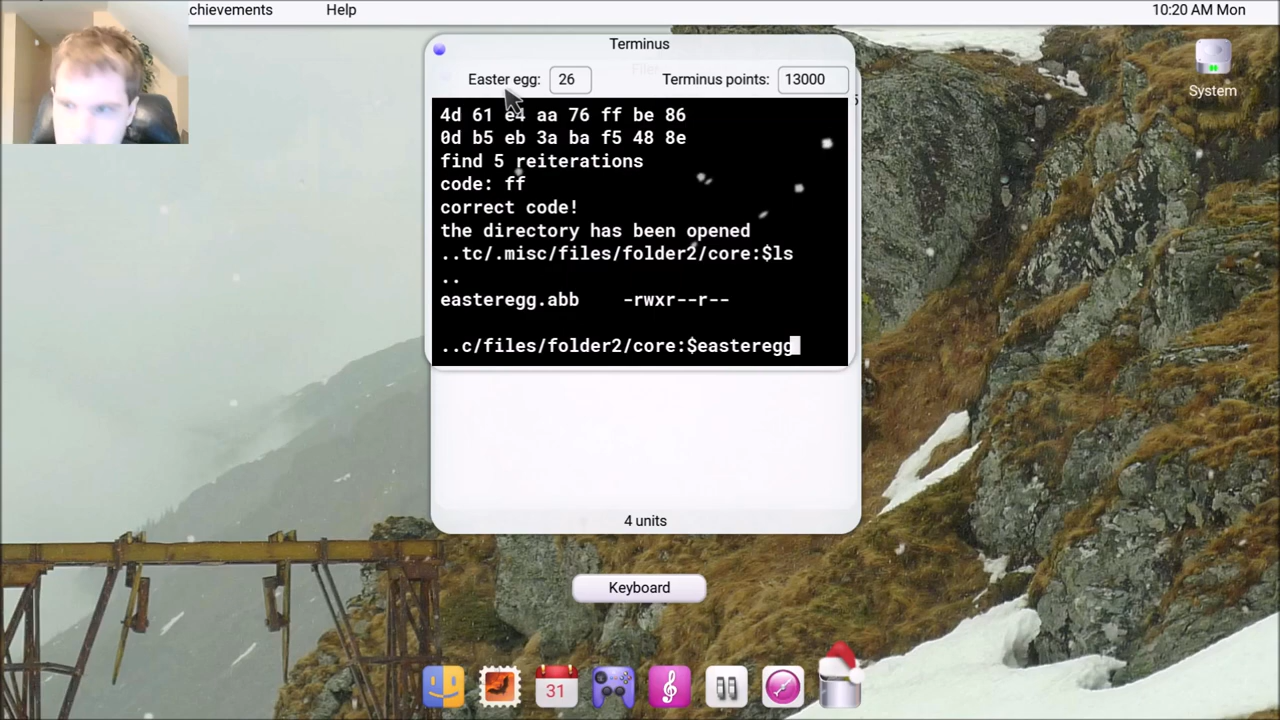 chievements Help 10:20 AM Mon
Terminus
Easter egg: 26 Terminus points: 13000
System
4d 61 e4 aa 76 ff be 86
0d b5 eb 3a ba f5 48 8e
find 5 reiterations
code: ff
correct code!
the directory has been opened
..tc/.misc/files/folder2/core:$ls
..
easteregg.abb -rwxr--r--
..c/files/folder2/core:$easteregg
4 units
Keyboard
31